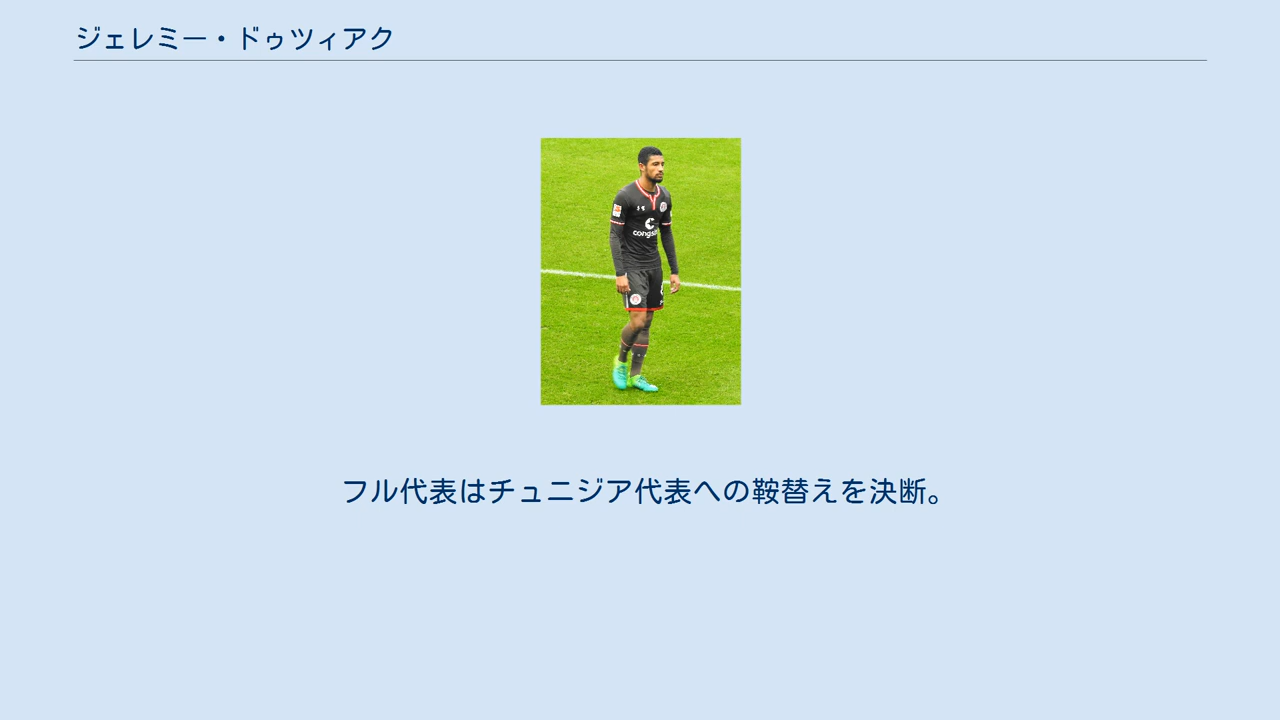 ジェレミー・ドゥツィアク
congs
フル代表はチュニジア代表への鞍替えを決断。